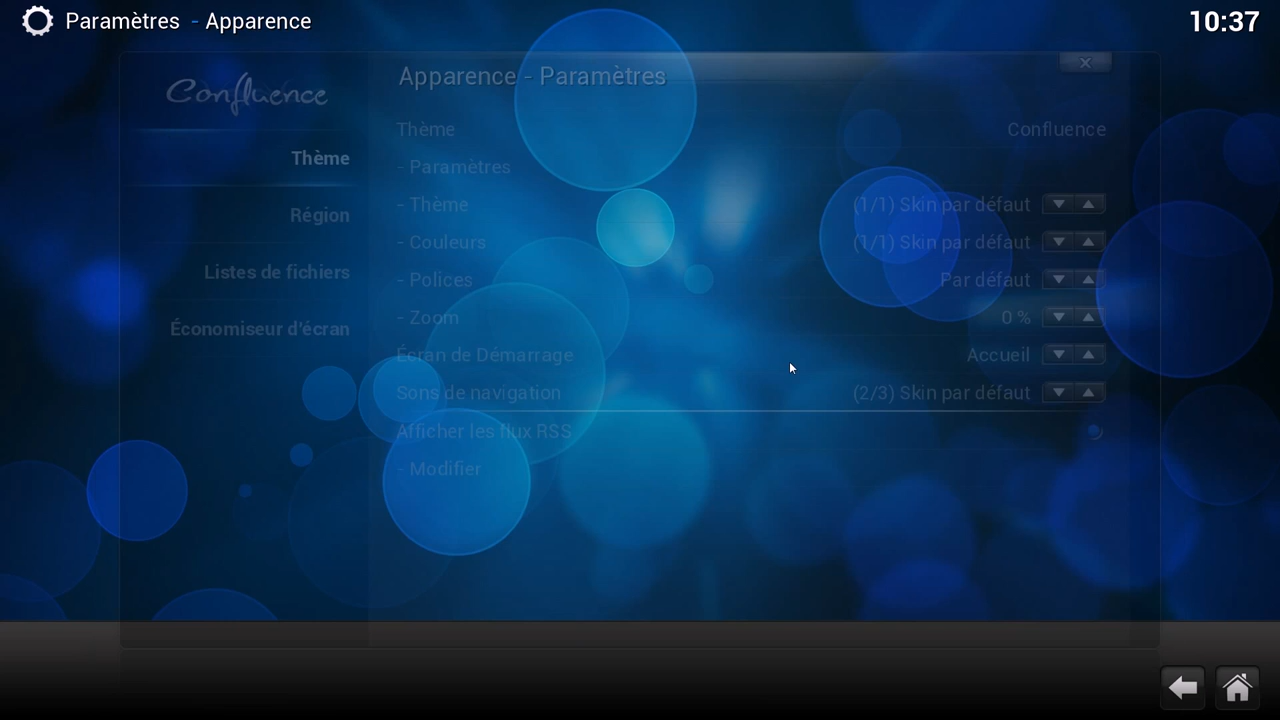 Paramètres - Apparence
10:37
Confluence
Apparence - Paramètres
Thème
Région
Listes de fichiers
Économiseur d'écran
Thème Confluence
- Paramètres
- Thème (1/1) Skin par défaut
- Couleurs (1/1) Skin par défaut
- Polices Par défaut
- Zoom 0 %
Écran de Démarrage Accueil
Sons de navigation (2/3) Skin par défaut
Afficher les flux RSS
- Modifier